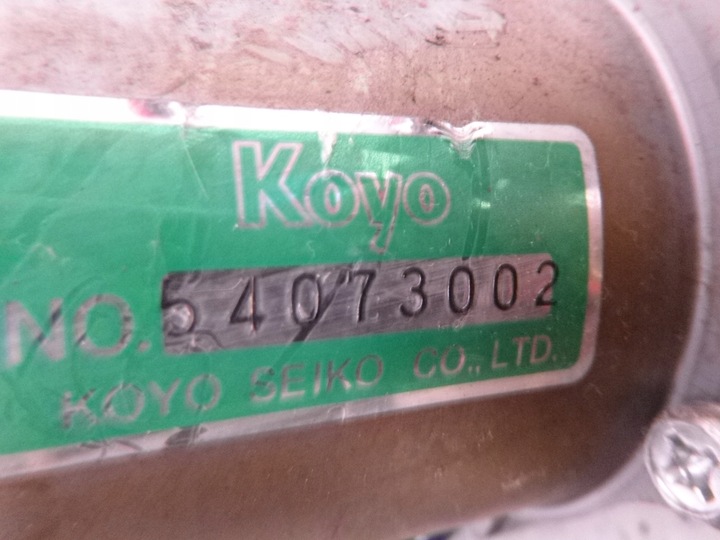 Koyo
NO. 54073002
KOYO SEIKO CO., LTD.